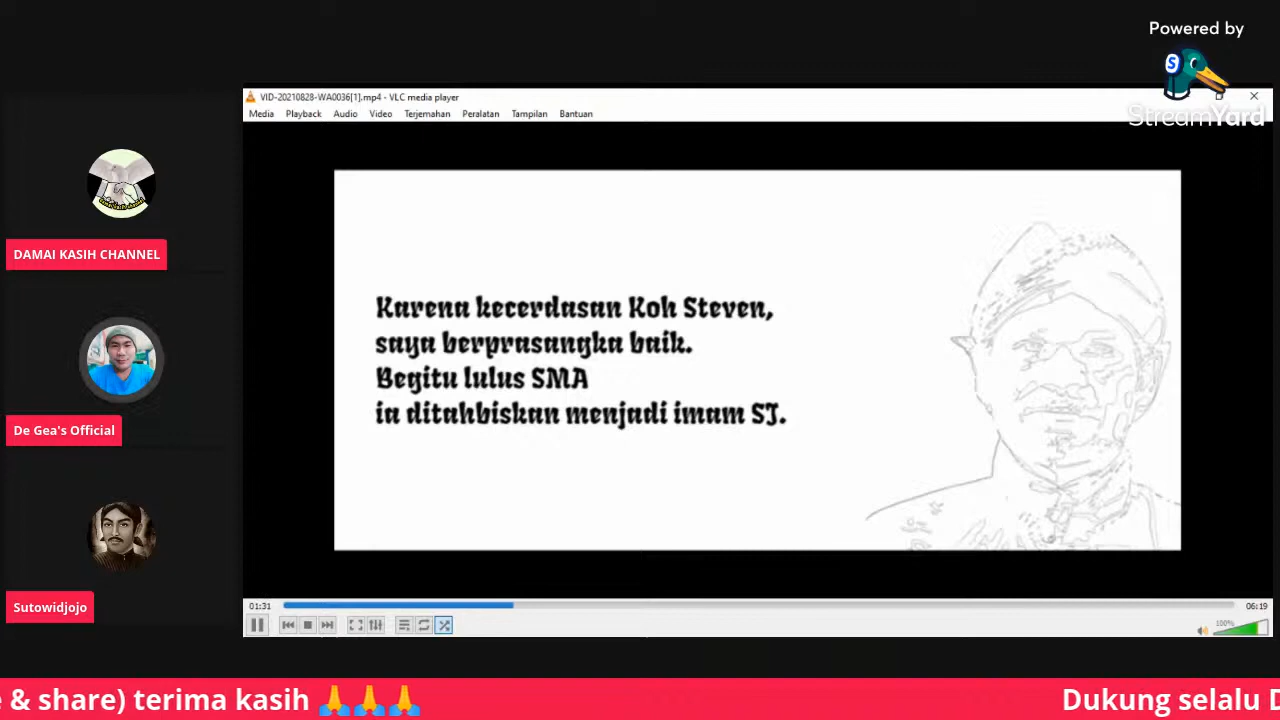 Powered by
StreamYard
VID-20210828-WA0036[1].mp4 - VLC media player
Media Playback Audio Video Terjemahan Peralatan Tampilan Bantuan
DAMAI KASIH CHANNEL
De Gea's Official
Sutowidjojo
Karena kecerdasan Koh Steven,
saya berprasangka baik.
Begitu lulus SMA
ia ditahbiskan menjadi imam SJ.
01:31
06:19
100%
& share) terima kasih 🙏🙏🙏
Dukung selalu D